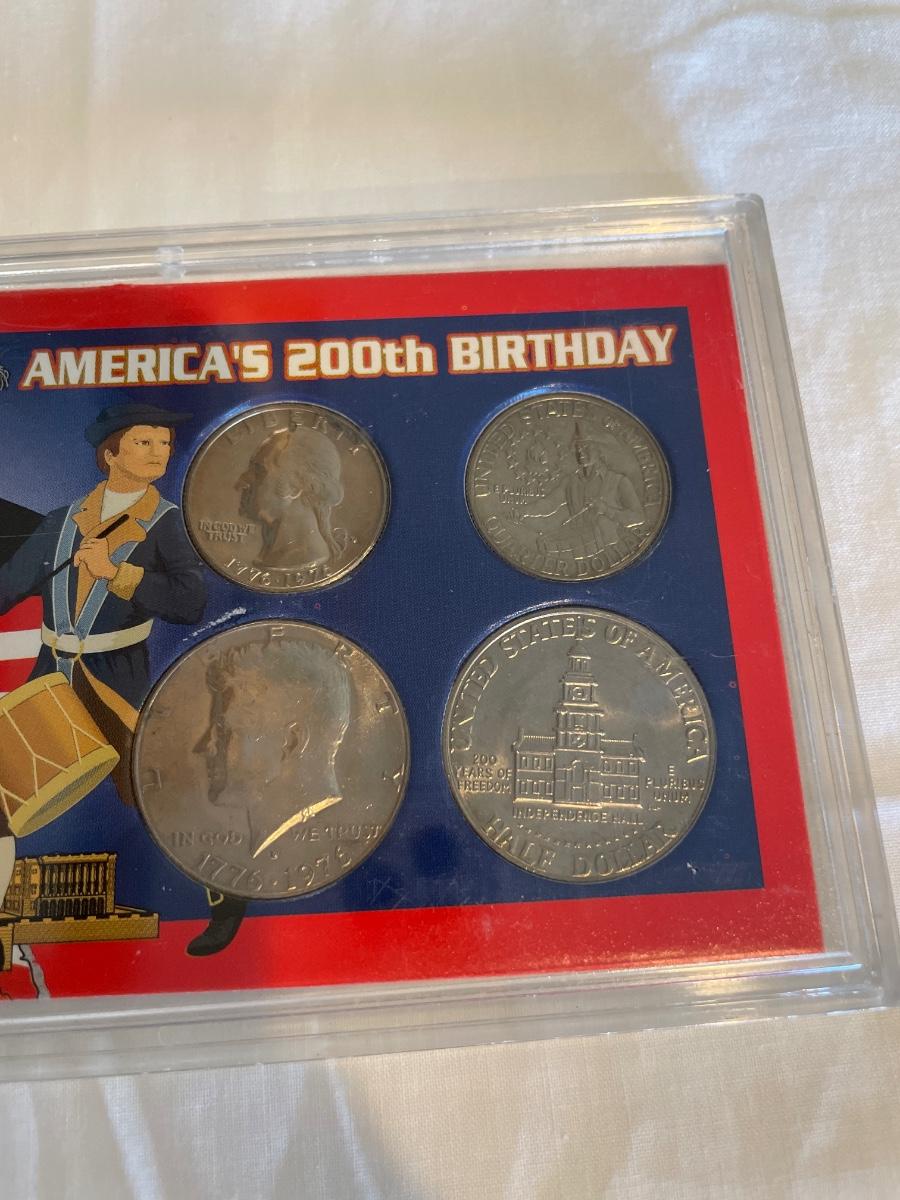 AMERICA'S 200th BIRTHDAY
LIBERTY
IN GOD WE
TRUST
1776·1976
UNITED STATES OF AMERICA
E PLURIBUS
UNUM
QUARTER DOLLAR
LIBERTY
IN GOD WE TRUST
D
1776·1976
UNITED STATES OF AMERICA
200
YEARS OF
FREEDOM
E
PLURIBUS
UNUM
INDEPENDENCE HALL
HALF DOLLAR